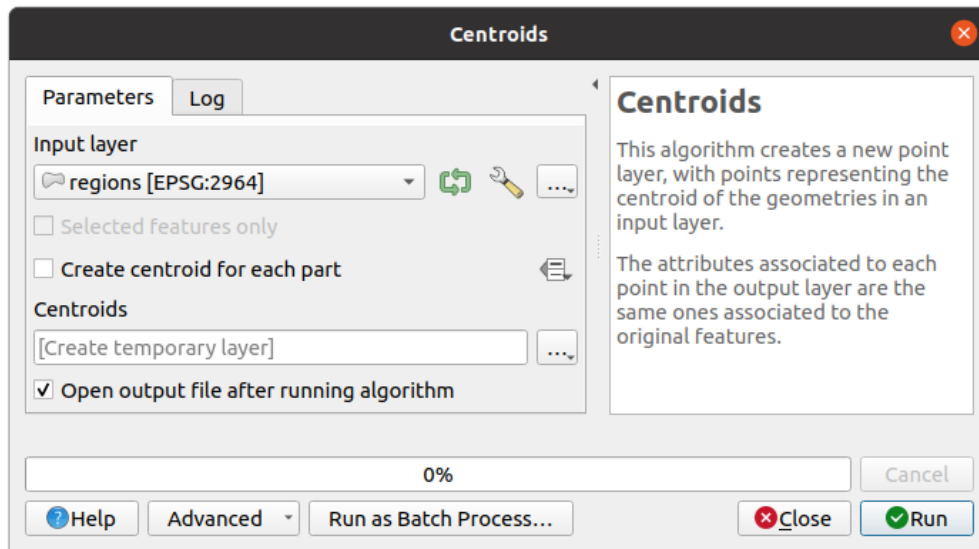 Centroids
Parameters
Log
Input layer
regions [EPSG:2964]
...
Selected features only
Create centroid for each part
Centroids
[Create temporary layer]
...
Open output file after running algorithm
Centroids
This algorithm creates a new point
layer, with points representing the
centroid of the geometries in an
input layer.
The attributes associated to each
point in the output layer are the
same ones associated to the
original features.
0%
Cancel
Help
Advanced
Run as Batch Process...
Close
Run